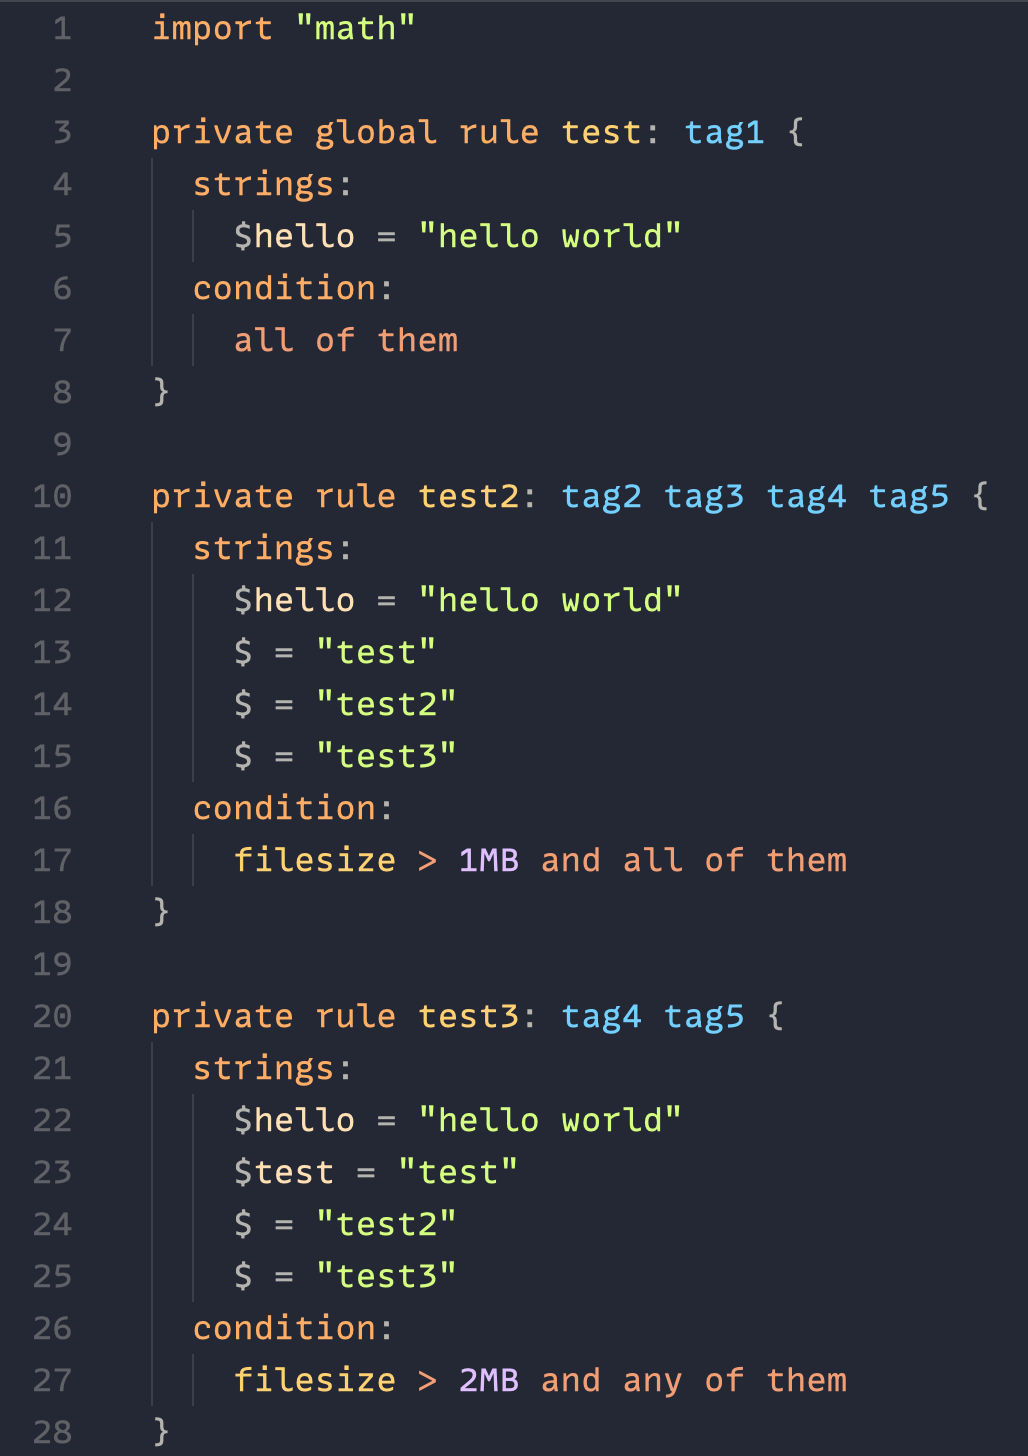 1 import "math"
2
3 private global rule test: tag1 {
4 strings:
5 $hello = "hello world"
6 condition:
7 all of them
8 }
9
10 private rule test2: tag2 tag3 tag4 tag5 {
11 strings:
12 $hello = "hello world"
13 $ = "test"
14 $ = "test2"
15 $ = "test3"
16 condition:
17 filesize > 1MB and all of them
18 }
19
20 private rule test3: tag4 tag5 {
21 strings:
22 $hello = "hello world"
23 $test = "test"
24 $ = "test2"
25 $ = "test3"
26 condition:
27 filesize > 2MB and any of them
28 }